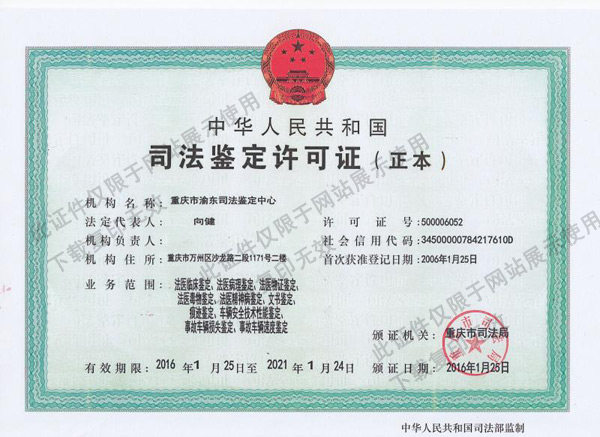 中华人民共和国
司法鉴定许可证（正本）
机构名称: 重庆市渝东司法鉴定中心
法定代表人: 向健
许可证号:500006052
机构负责人:
社会信用代码:34500000784217610D
机构住所: 重庆市万州区沙龙路二段1171号二楼
首次获准登记日期:2006年1月25日
业务范围: 法医临床鉴定、法医病理鉴定、法医物证鉴定、
法医毒物鉴定、法医精神病鉴定、文书鉴定、
痕迹鉴定、车辆安全技术性能鉴定、
事故车辆损失鉴定、事故车辆速度鉴定
颁证机关: 重庆市司法局
有效期限: 2016年1月25日至2021年1月24日
颁证日期: 2016年1月25日
中华人民共和国司法部监制
此证件仅限于网站展示使用
下载复印无效
此证件仅限于网站展示使用
下载复印无效